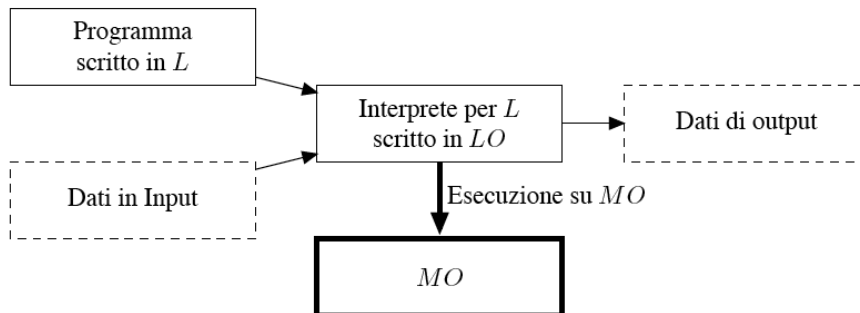 Programma
scritto in L
Interprete per L
scritto in LO
Dati di output
Dati in Input
Esecuzione su MO
MO